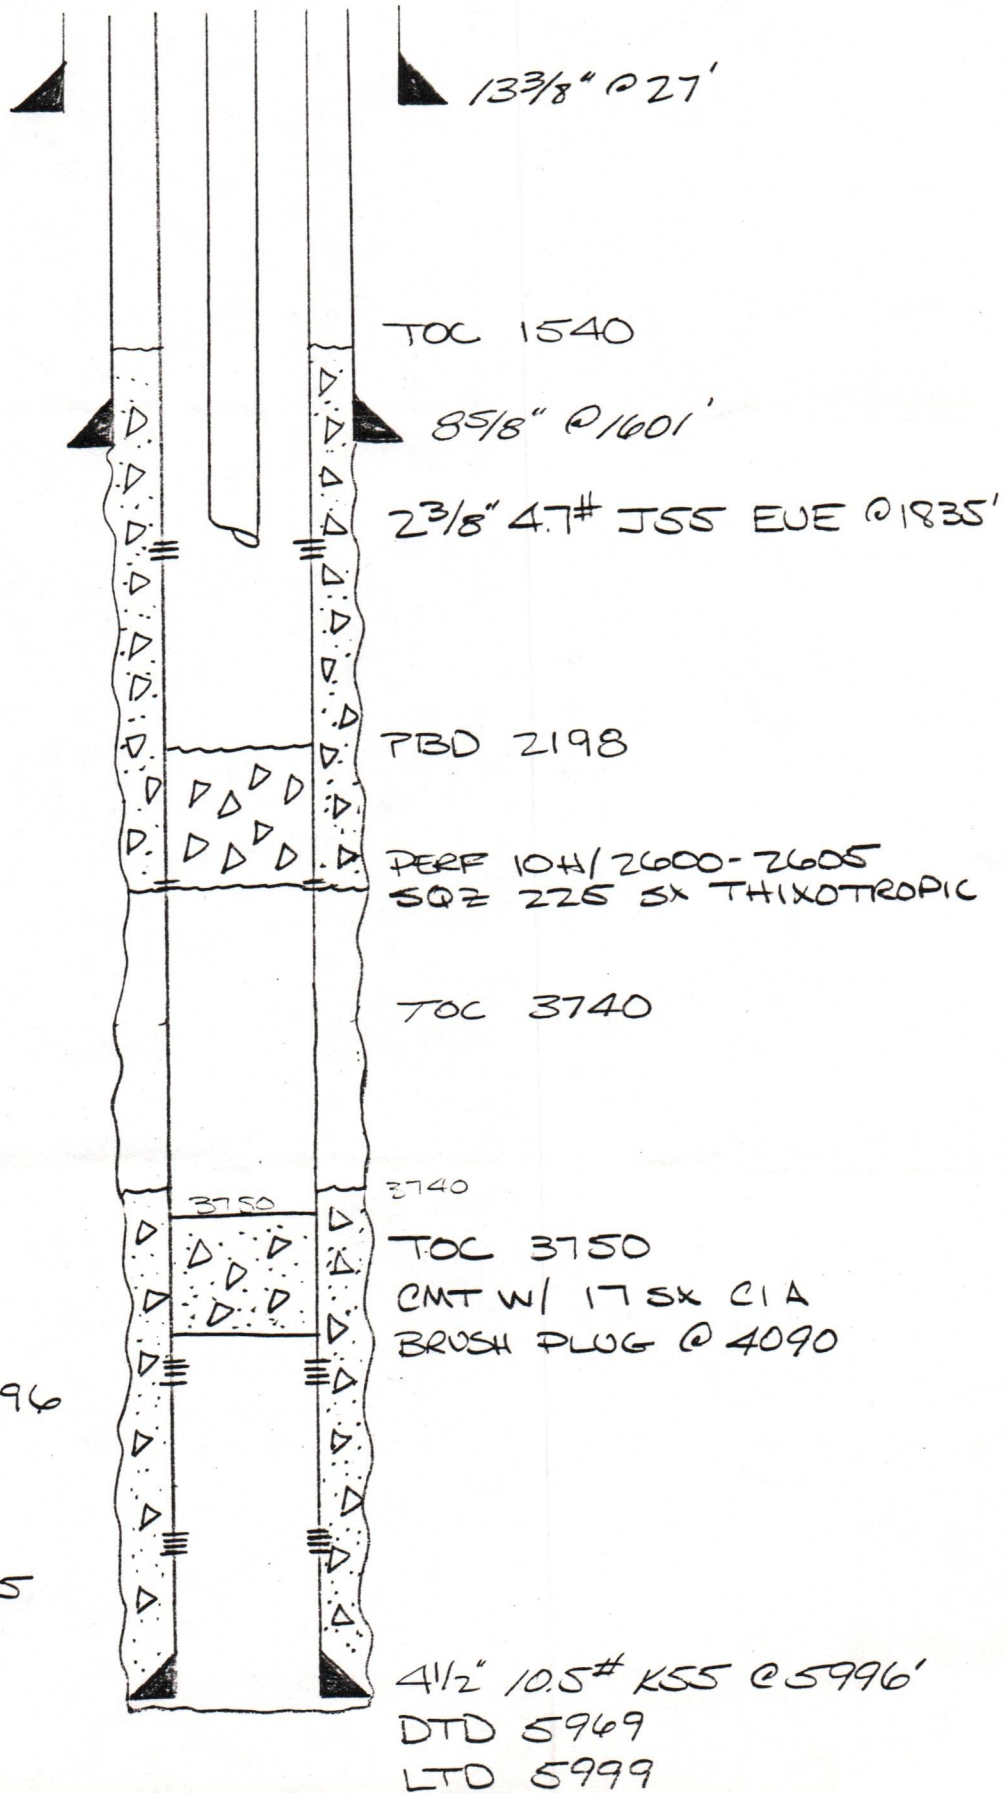 13 3/8" @ 27'
TOC 1540
8 5/8" @ 1601'
2 3/8" 4.7# J55 EUE @ 1835'
PBD 2198
PERF 10H/2600-2605
SQZ 225 SX THIXOTROPIC
TOC 3740
3750
3740
TOC 3750
CMT W/ 17 SX Cl A
BRUSH PLUG @ 4090
96
5
4 1/2" 10.5# K55 @ 5996'
DTD 5969
LTD 5999